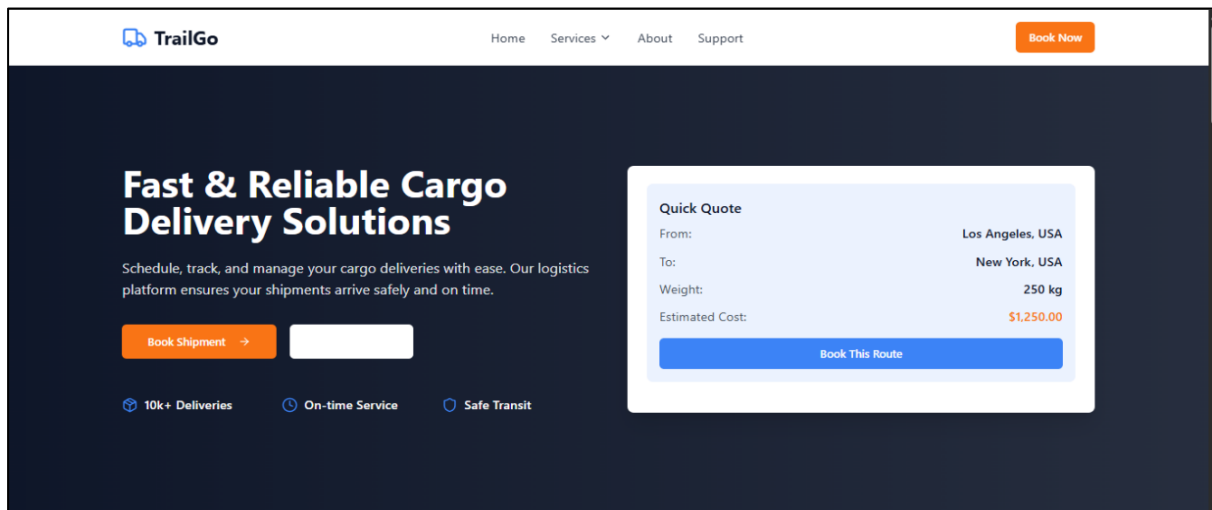 TrailGo
Home
Services
About
Support
Book Now
Fast & Reliable Cargo
Delivery Solutions
Schedule, track, and manage your cargo deliveries with ease. Our logistics
platform ensures your shipments arrive safely and on time.
Book Shipment
10k+ Deliveries
On-time Service
Safe Transit
Quick Quote
From: Los Angeles, USA
To: New York, USA
Weight: 250 kg
Estimated Cost: $1,250.00
Book This Route